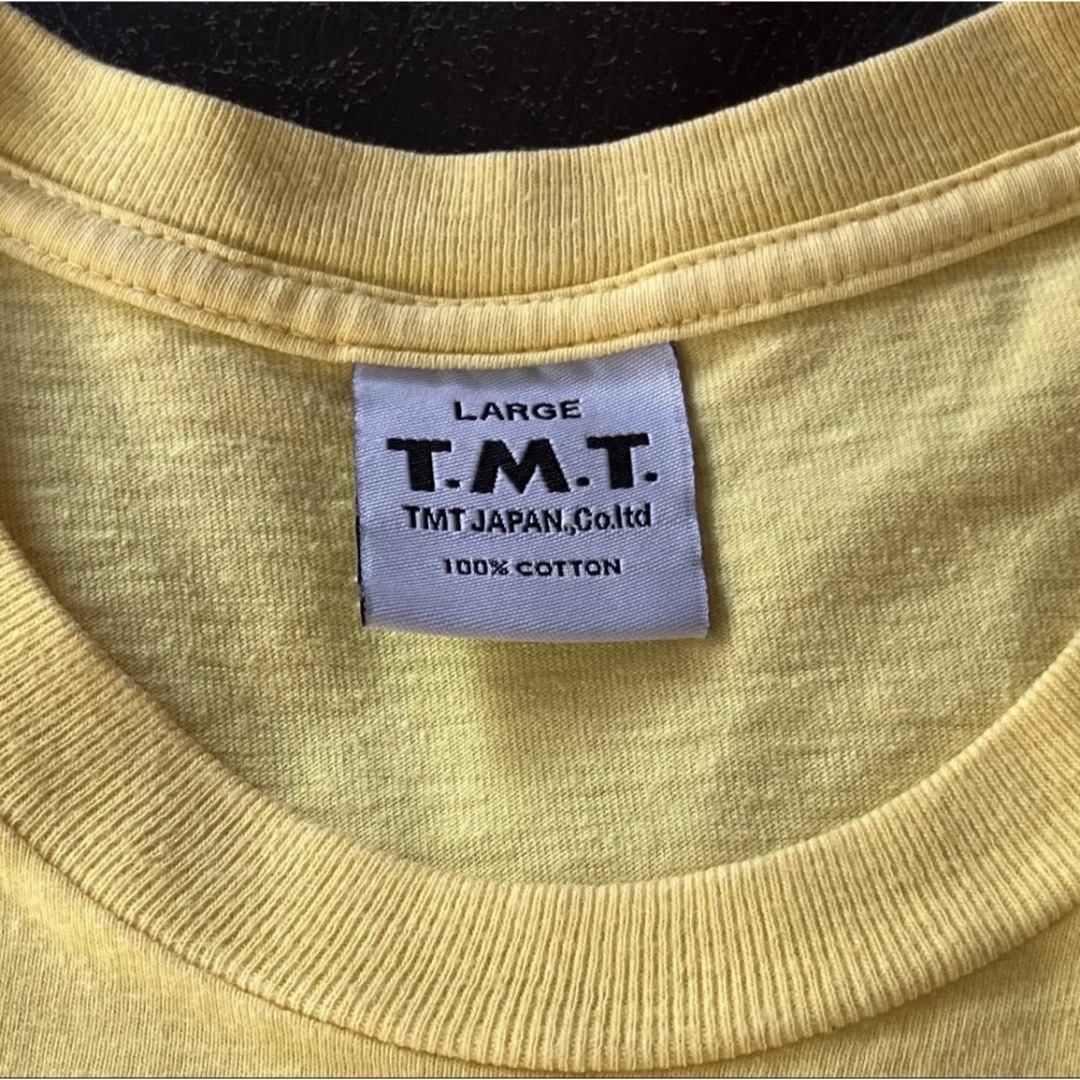 LARGE
T.M.T.
TMT JAPAN.,Co.ltd
100% COTTON